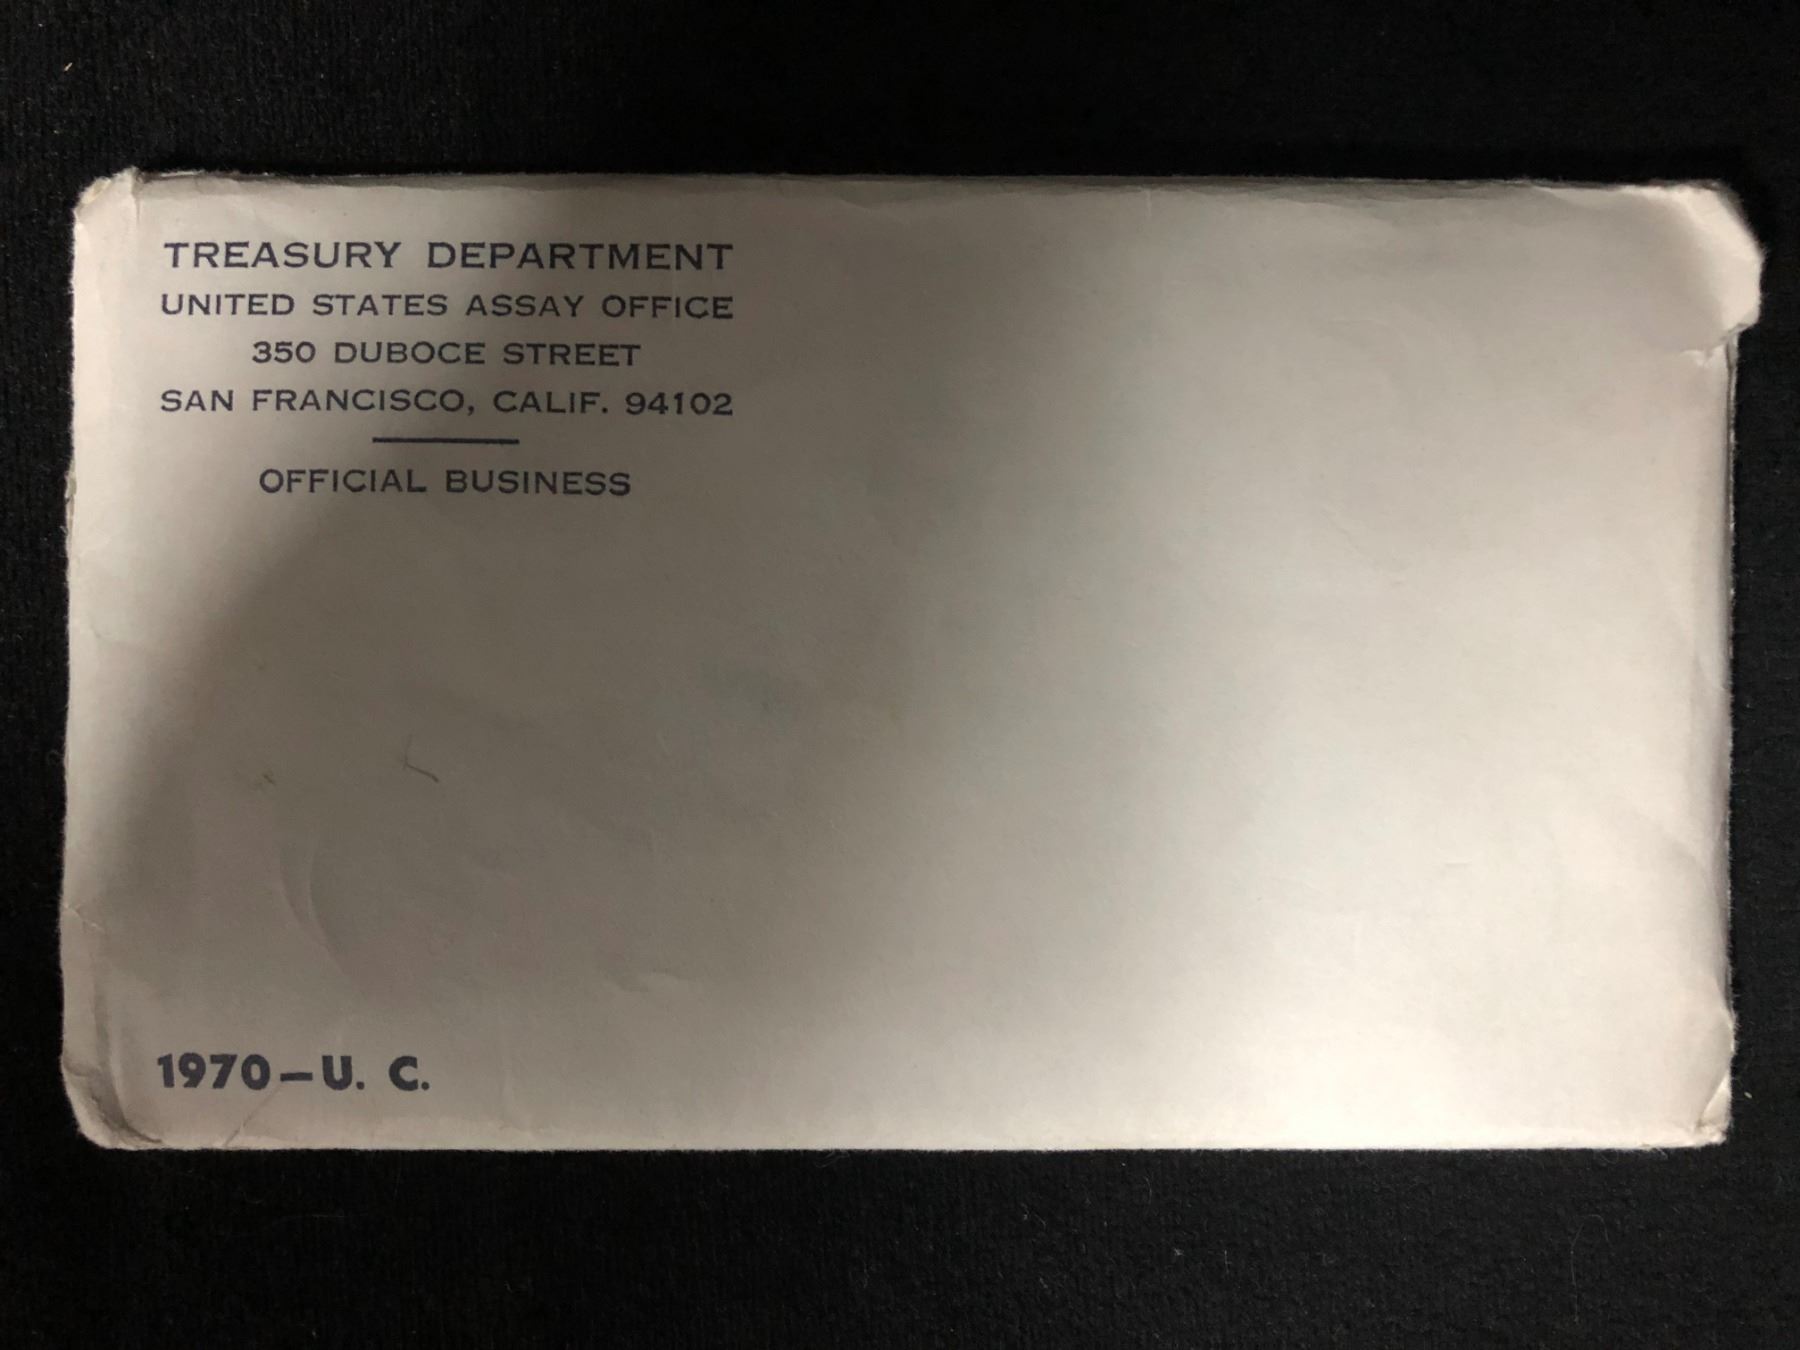 TREASURY DEPARTMENT
UNITED STATES ASSAY OFFICE
350 DUBOCE STREET
SAN FRANCISCO, CALIF. 94102
OFFICIAL BUSINESS
1970-U. C.